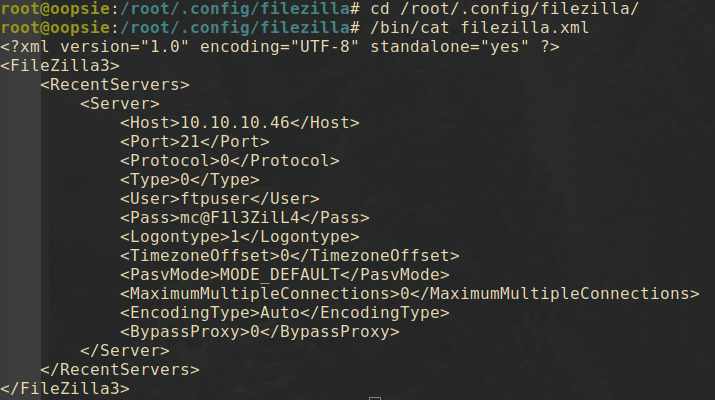 root@oopsie:/root/.config/filezilla# cd /root/.config/filezilla/
root@oopsie:/root/.config/filezilla# /bin/cat filezilla.xml
<?xml version="1.0" encoding="UTF-8" standalone="yes" ?>
<FileZilla3>
    <RecentServers>
        <Server>
            <Host>10.10.10.46</Host>
            <Port>21</Port>
            <Protocol>0</Protocol>
            <Type>0</Type>
            <User>ftpuser</User>
            <Pass>mc@F1l3ZilL4</Pass>
            <Logontype>1</Logontype>
            <TimezoneOffset>0</TimezoneOffset>
            <PasvMode>MODE_DEFAULT</PasvMode>
            <MaximumMultipleConnections>0</MaximumMultipleConnections>
            <EncodingType>Auto</EncodingType>
            <BypassProxy>0</BypassProxy>
        </Server>
    </RecentServers>
</FileZilla3>